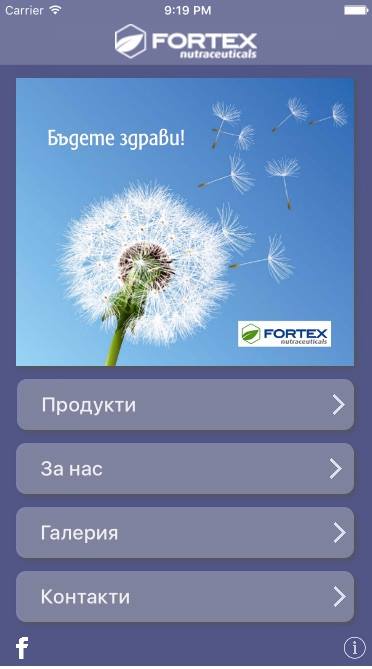 Carrier 9:19 PM
FORTEX
nutraceuticals
Бъдете здрави!
FORTEX
nutraceuticals
Продукти
За нас
Галерия
Контакти
f
i